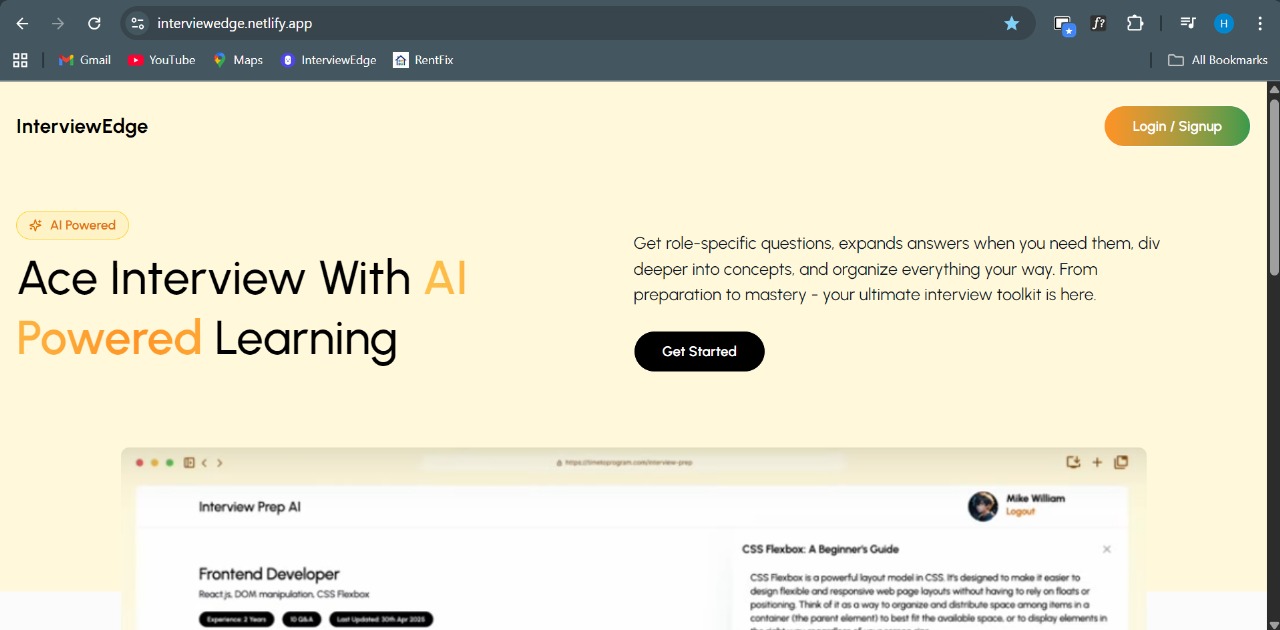 interviewedge.netlify.app
f?
H
Gmail
YouTube
Maps
InterviewEdge
RentFix
All Bookmarks
InterviewEdge
Login / Signup
AI Powered
Ace Interview With AI
Powered Learning
Get role-specific questions, expands answers when you need them, div
deeper into concepts, and organize everything your way. From
preparation to mastery - your ultimate interview toolkit is here.
Get Started
https://timetoprogram.com/interview-prep
Interview Prep AI
Mike William
Logout
Frontend Developer
React.js, DOM manipulation, CSS Flexbox
Experience: 2 Years
10 Q&A
Last Updated: 30th Apr 2025
CSS Flexbox: A Beginner's Guide
CSS Flexbox is a powerful layout model in CSS. It's designed to make it easier to
design flexible and responsive web page layouts without having to rely on floats or
positioning. Think of it as a way to organize and distribute space among items in a
container (the parent element) to best fit the available space, or to display elements in